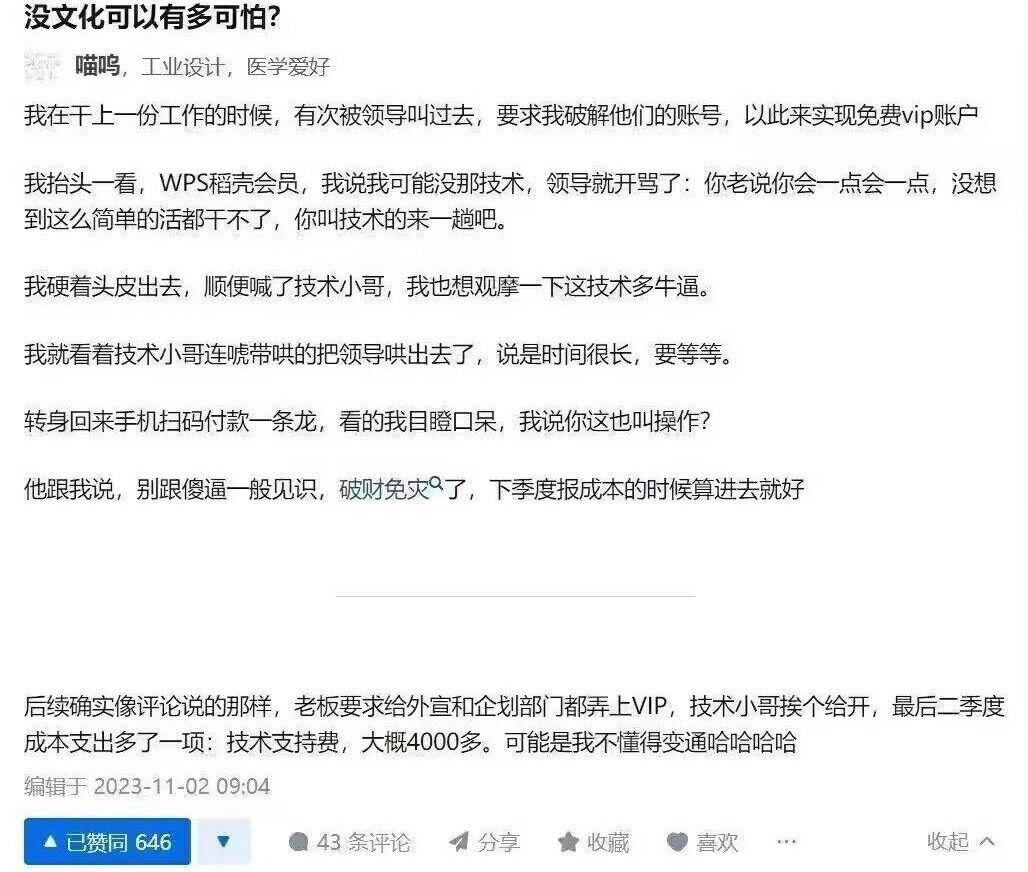 没文化可以有多可怕?
喵呜，工业设计，医学爱好
我在干上一份工作的时候，有次被领导叫过去，要求我破解他们的账号，以此来实现免费vip账户
我抬头一看，WPS稻壳会员，我说我可能没那技术，领导就开骂了：你老说你会一点会一点，没想
到这么简单的活都干不了，你叫技术的来一趟吧。
我硬着头皮出去，顺便喊了技术小哥，我也想观摩一下这技术多牛逼。
我就看着技术小哥连唬带哄的把领导哄出去了，说是时间很长，要等等。
转身回来手机扫码付款一条龙，看的我目瞪口呆，我说你这也叫操作?
他跟我说，别跟傻逼一般见识，破财免灾了，下季度报成本的时候算进去就好
后续确实像评论说的那样，老板要求给外宣和企划部门都弄上VIP，技术小哥挨个给开，最后二季度
成本支出多了一项：技术支持费，大概4000多。可能是我不懂得变通哈哈哈哈
编辑于 2023-11-02 09:04
已赞同 646 43 条评论 分享 收藏 喜欢 ··· 收起